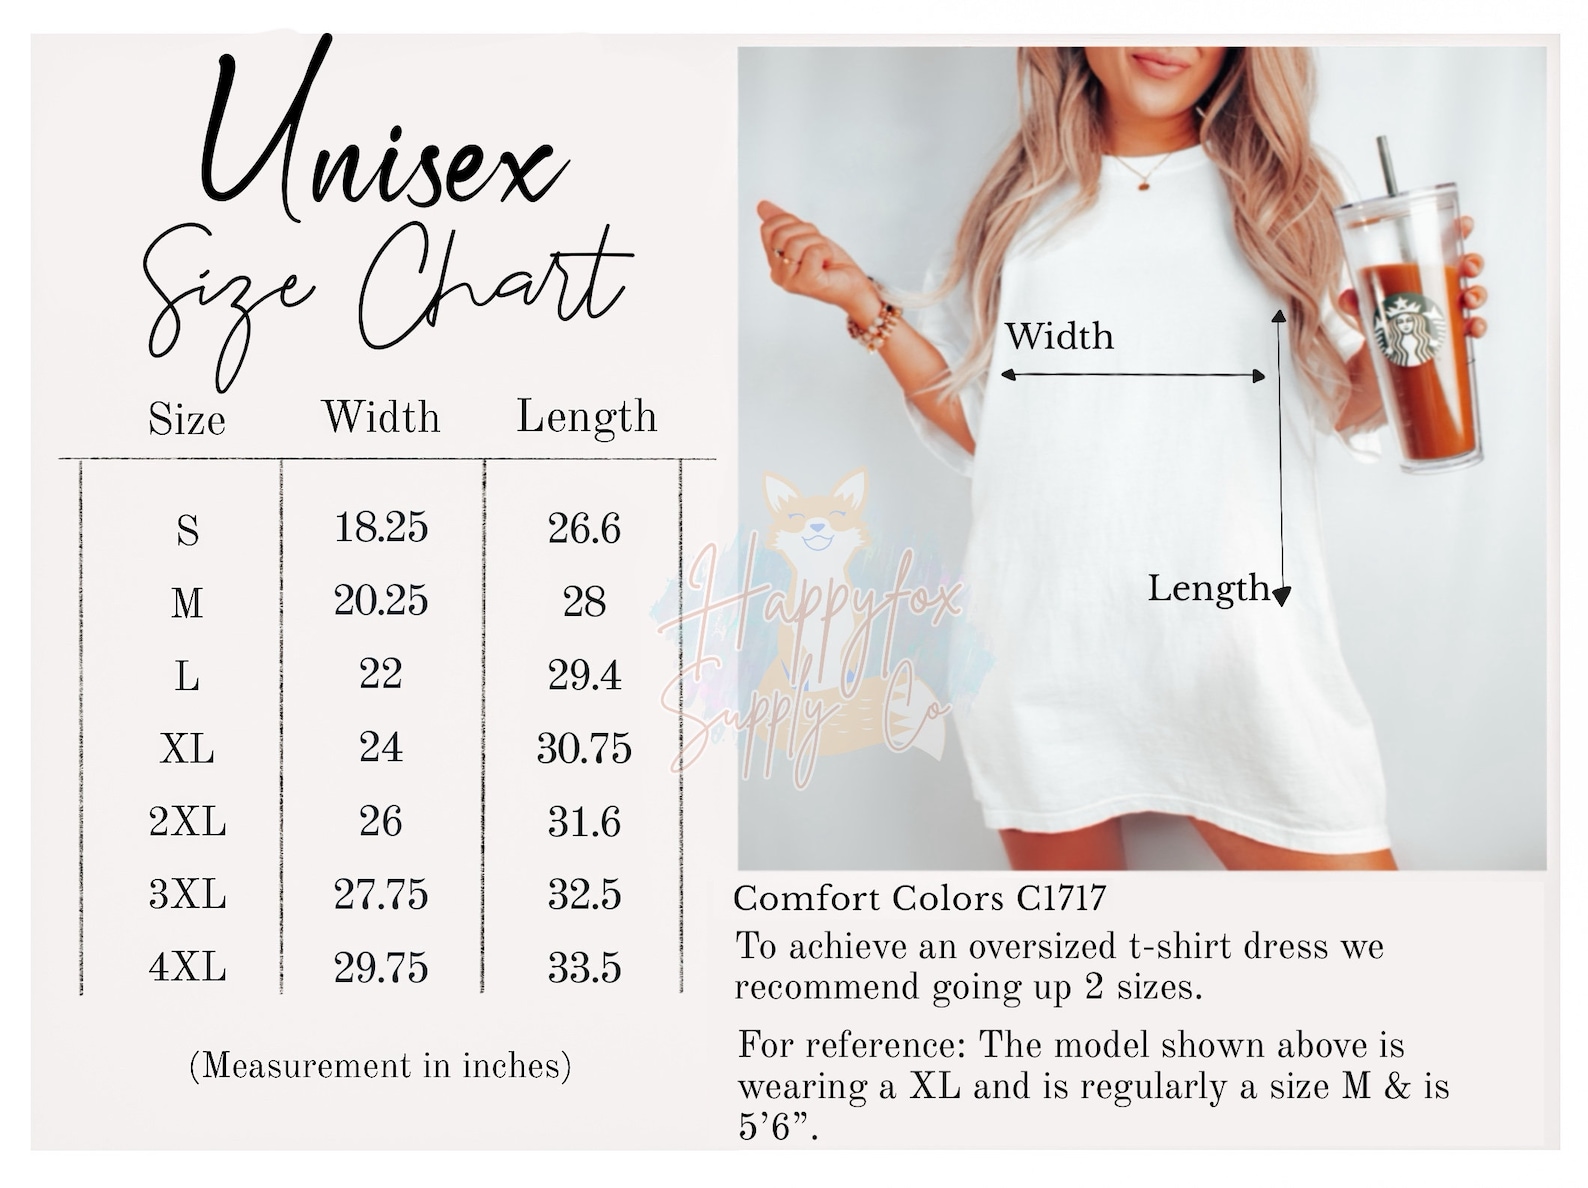 Unisex
Size Chart
Size Width Length
S 18.25 26.6
M 20.25 28
L 22 29.4
XL 24 30.75
2XL 26 31.6
3XL 27.75 32.5
4XL 29.75 33.5
(Measurement in inches)
Width
Length
Happyfox
Supply Co
Comfort Colors C1717
To achieve an oversized t-shirt dress we
recommend going up 2 sizes.
For reference: The model shown above is
wearing a XL and is regularly a size M & is
5’6”.